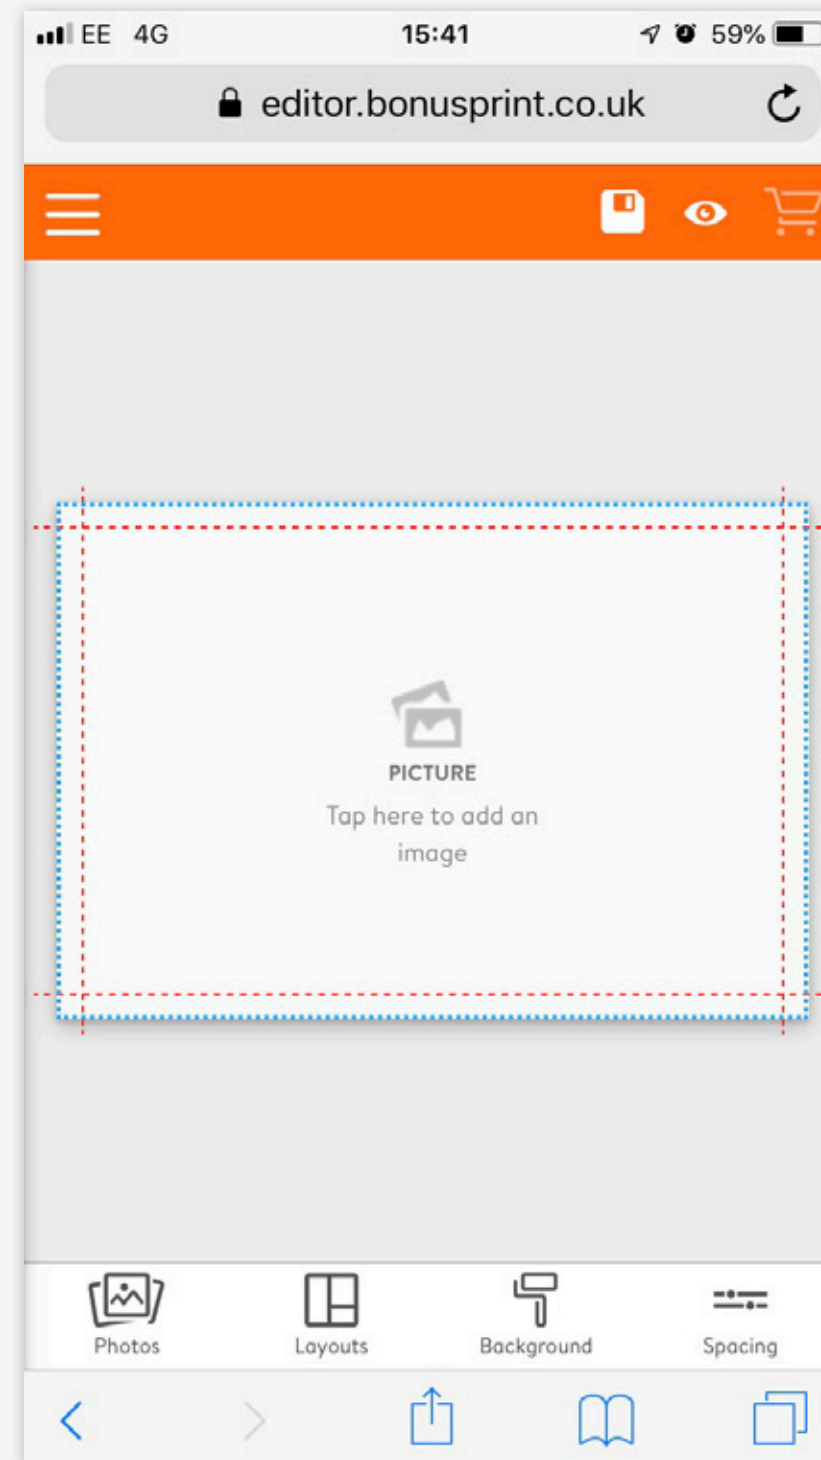 EE 4G 15:41 59%
editor.bonusprint.co.uk
PICTURE
Tap here to add an
image
Photos Layouts Background Spacing